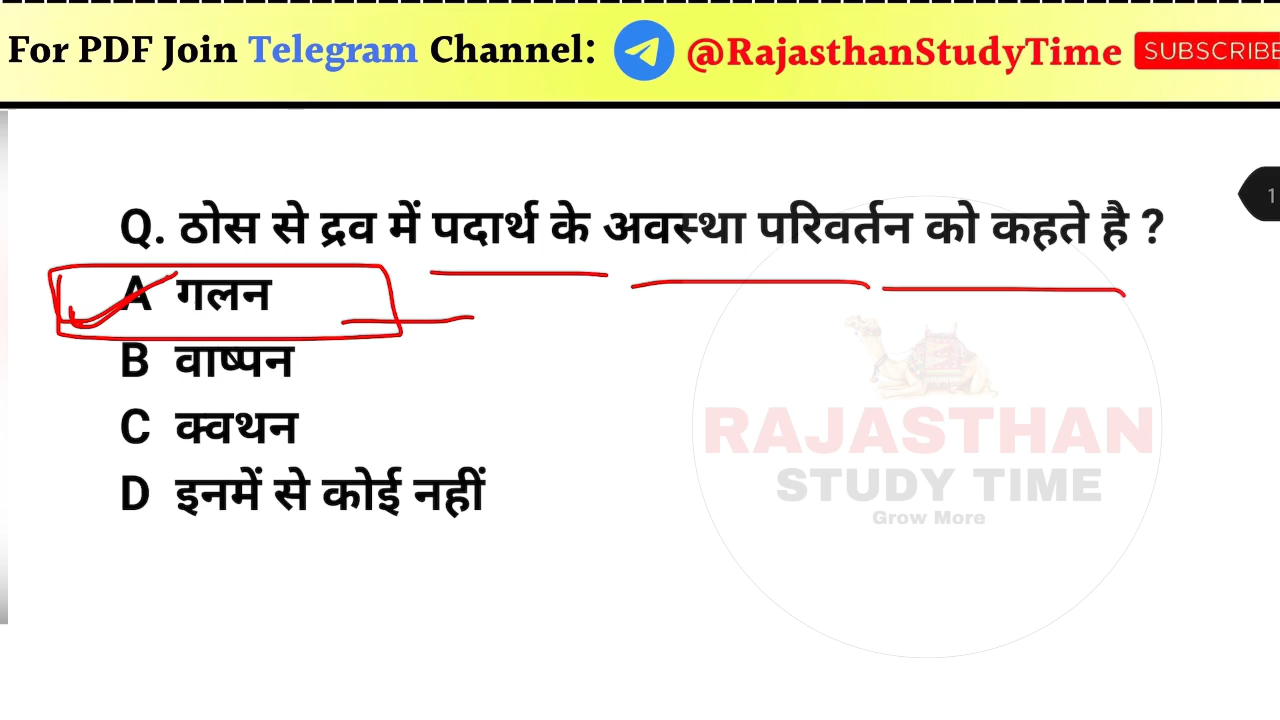 For PDF Join Telegram Channel: @RajasthanStudyTime SUBSCRIBE
1
Q. ठोस से द्रव में पदार्थ के अवस्था परिवर्तन को कहते है ?
A गलन
B वाष्पन
C क्वथन
D इनमें से कोई नहीं
RAJASTHAN
STUDY TIME
Grow More